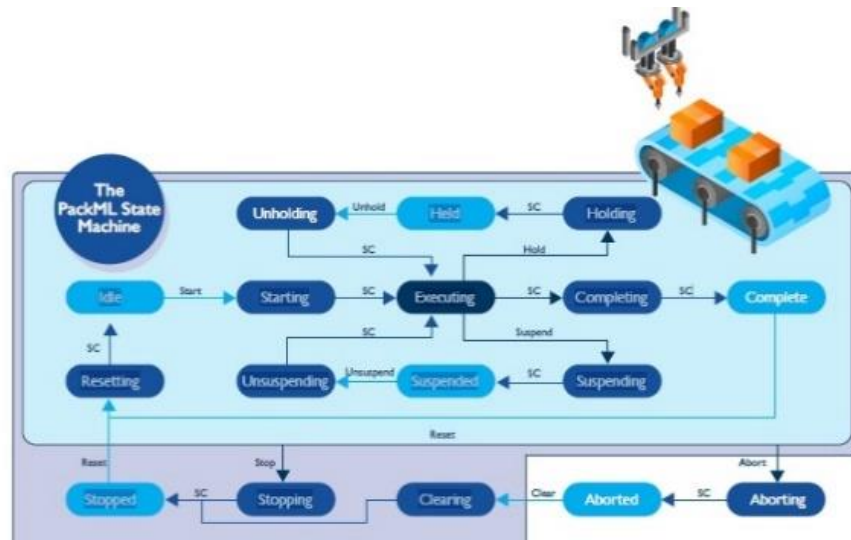 The
PackML State
Machine
Unholding
Unhold
Held
SC
Holding
SC
Hold
Idle
Start
Starting
SC
Executing
SC
Completing
SC
Complete
SC
SC
Suspend
Resetting
Unsuspending
Unsuspend
Suspended
SC
Suspending
Reset
Reset
Stop
Abort
Stopped
SC
Stopping
Clearing
Clear
Aborted
SC
Aborting